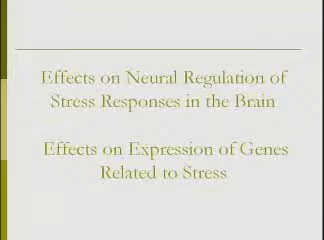 Effects on Neural Regulation of
Stress Responses in the Brain
Effects on Expression of Genes
Related to Stress